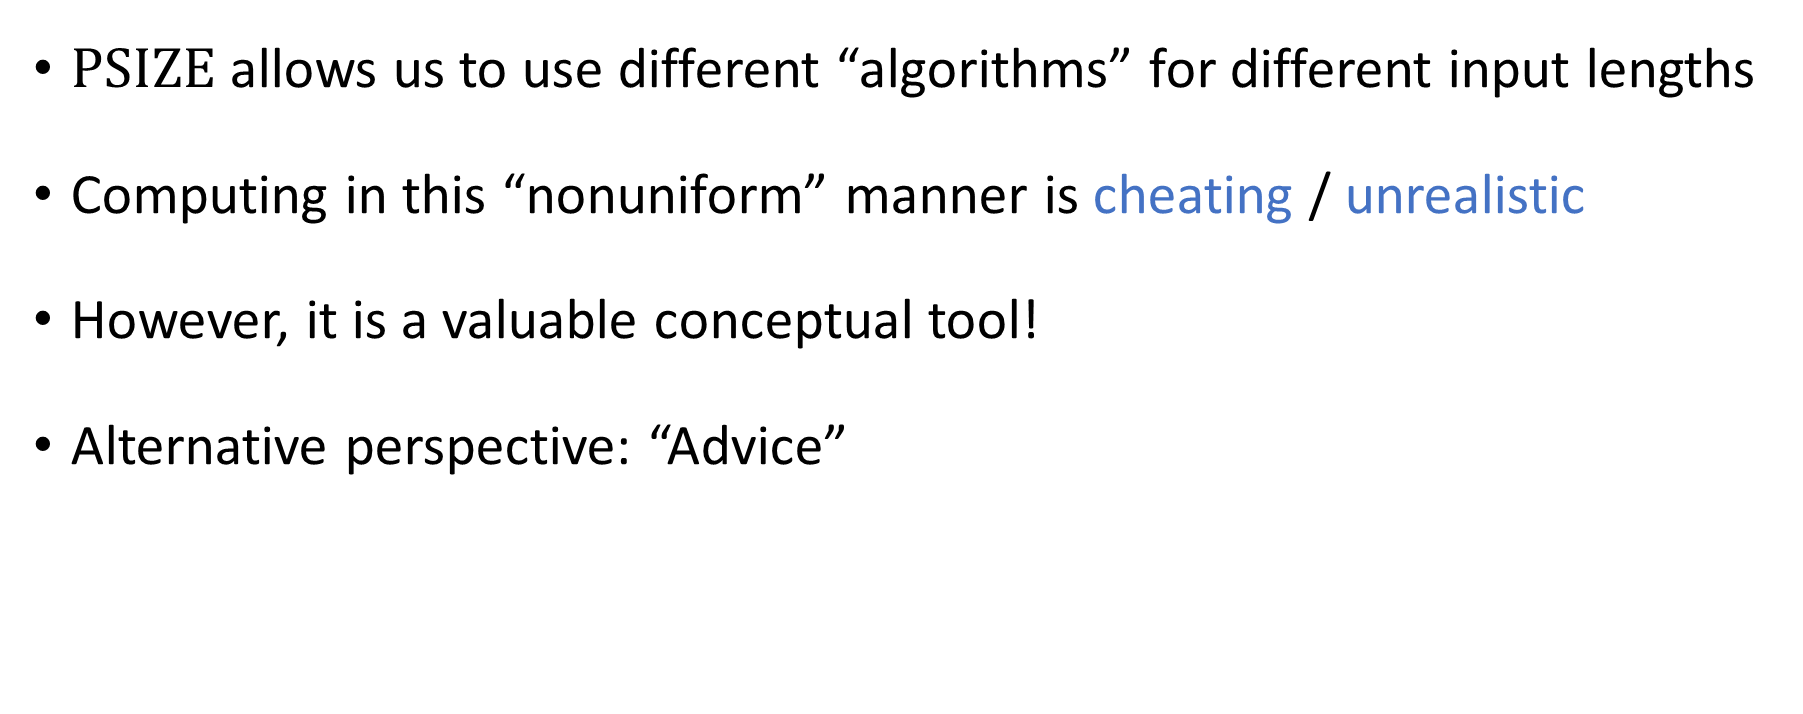 • PSIZE allows us to use different “algorithms” for different input lengths
• Computing in this “nonuniform” manner is cheating / unrealistic
• However, it is a valuable conceptual tool!
• Alternative perspective: “Advice”